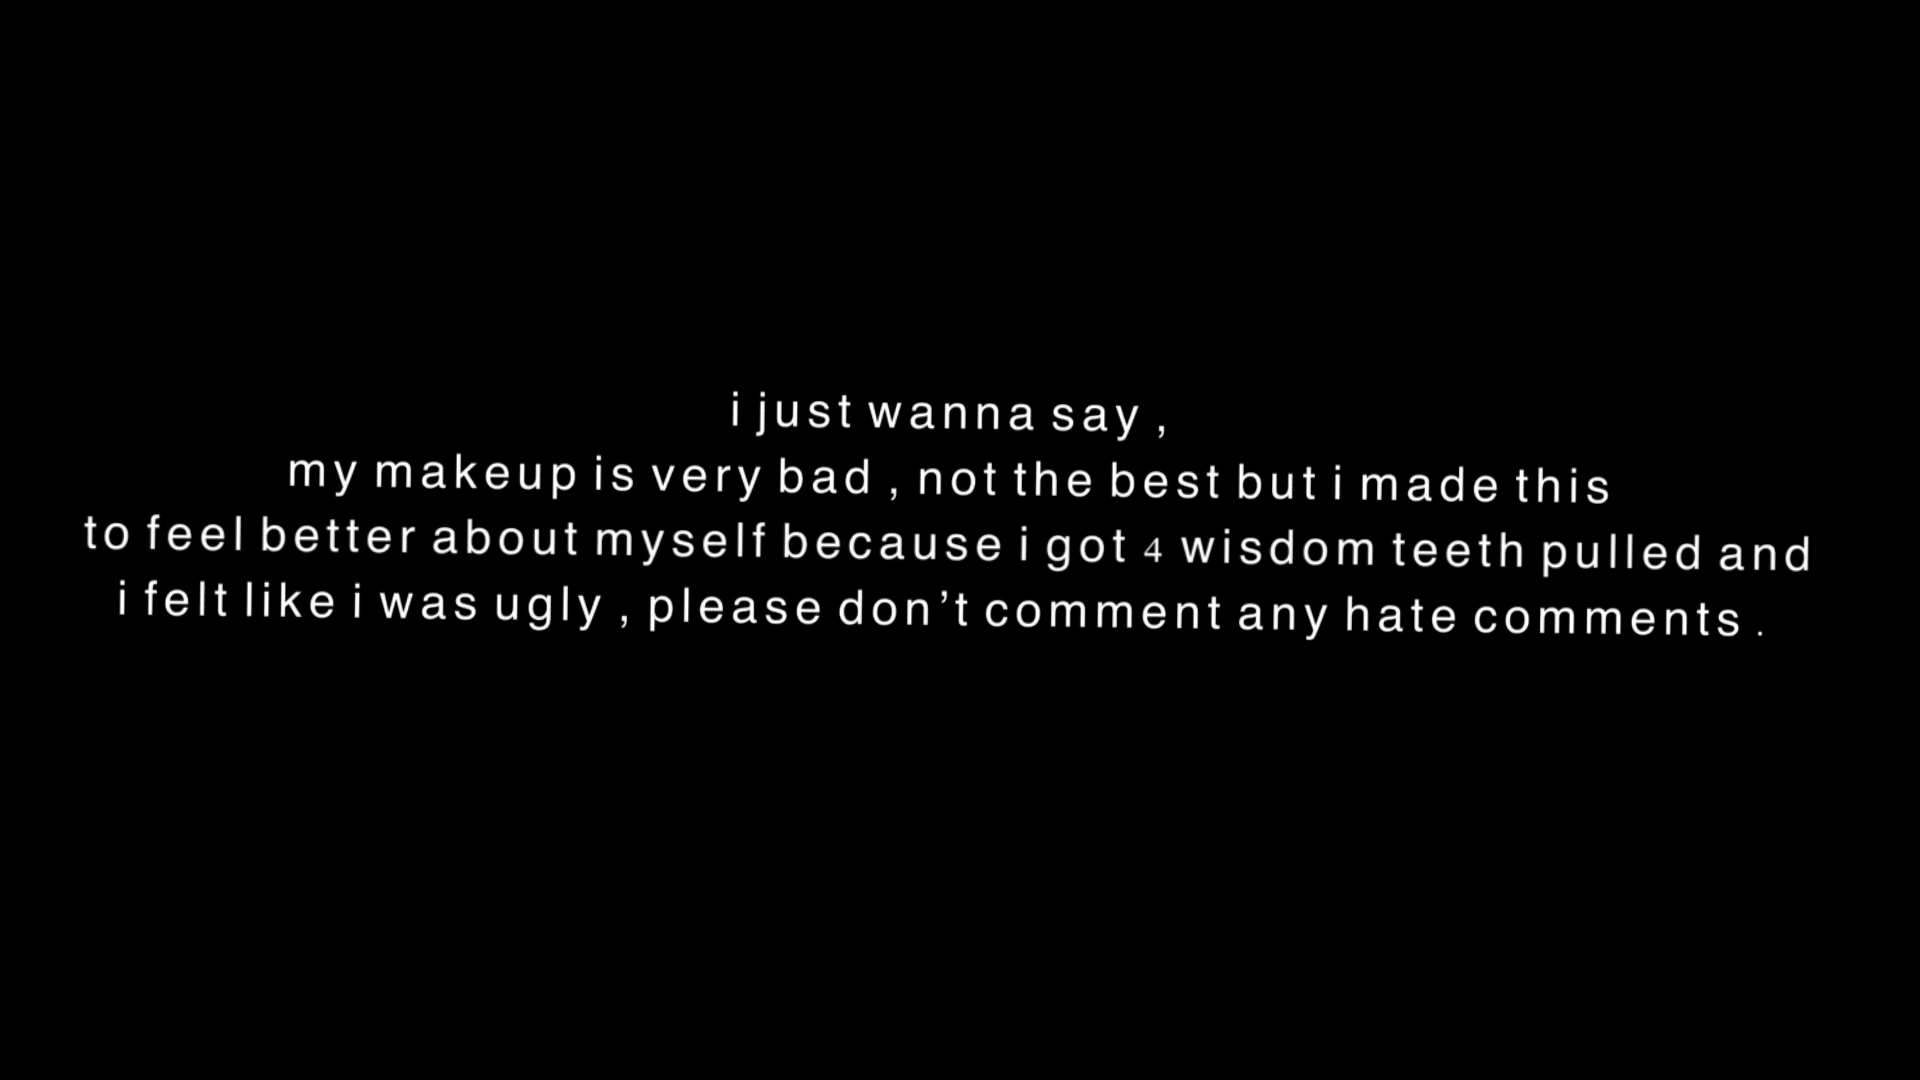 i just wanna say ,
my makeup is very bad , not the best but i made this
to feel better about myself because i got 4 wisdom teeth pulled and
i felt like i was ugly , please don’t comment any hate comments .